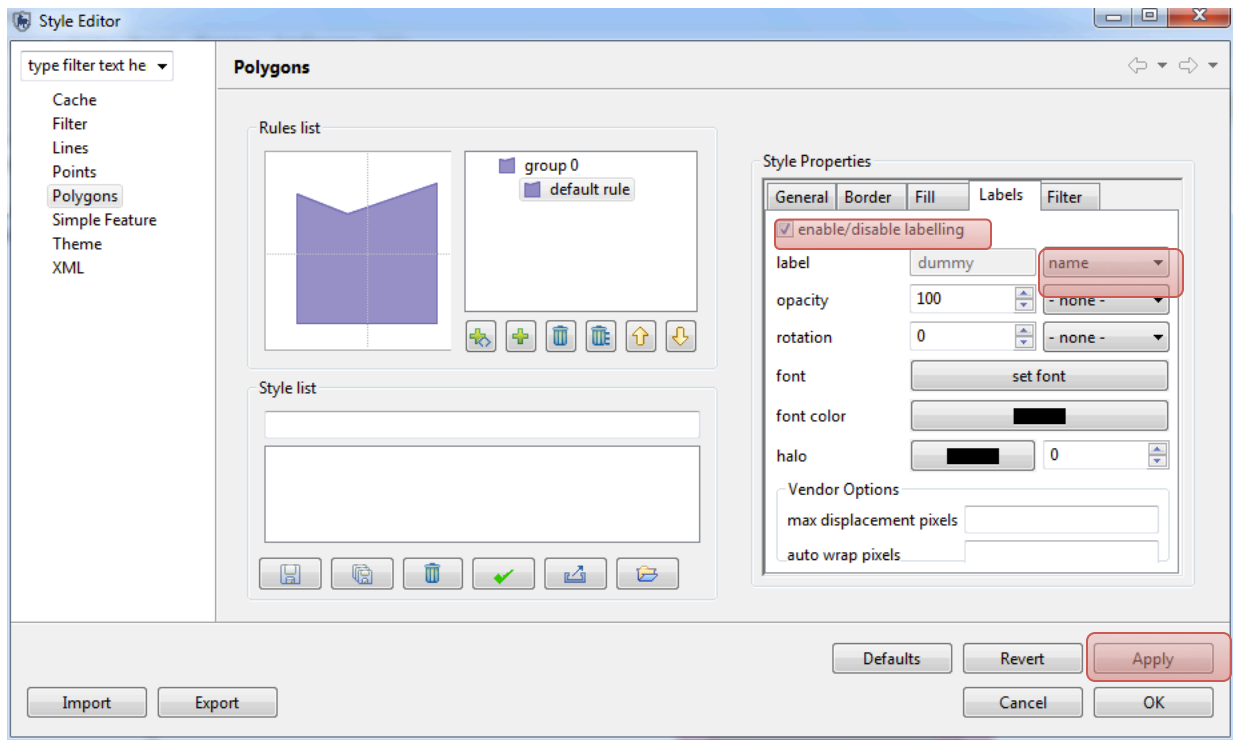 Style Editor
type filter text he
Polygons
Cache
Filter
Lines
Points
Polygons
Simple Feature
Theme
XML
Rules list
group 0
default rule
Style list
Style Properties
General Border Fill Labels Filter
enable/disable labelling
label dummy name
opacity 100 - none -
rotation 0 - none -
font set font
font color
halo 0
Vendor Options
max displacement pixels
auto wrap pixels
Defaults Revert Apply
Import Export Cancel OK